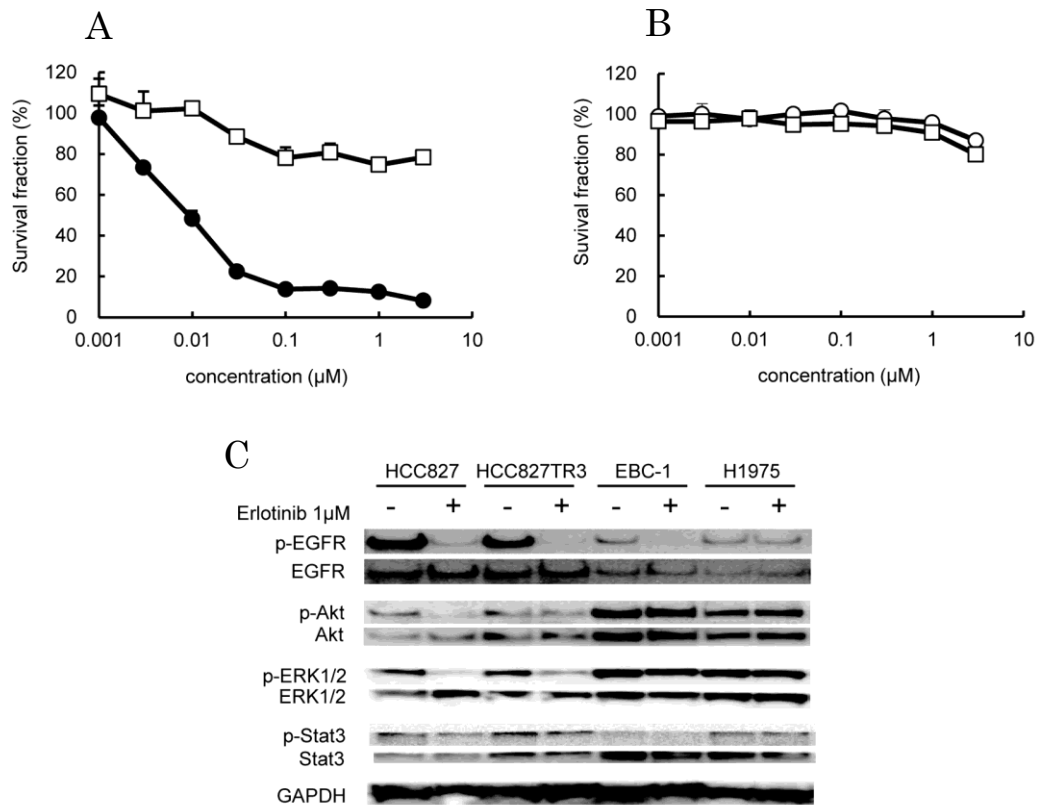 A
B
120
100
80
60
40
20
0
Survival fraction (%)
0.001 0.01 0.1 1 10
concentration (µM)
120
100
80
60
40
20
0
Suvival fraction (%)
0.001 0.01 0.1 1 10
concentration (µM)
C
HCC827 HCC827TR3 EBC-1 H1975
Erlotinib 1µM - + - + - + - +
p-EGFR
EGFR
p-Akt
Akt
p-ERK1/2
ERK1/2
p-Stat3
Stat3
GAPDH